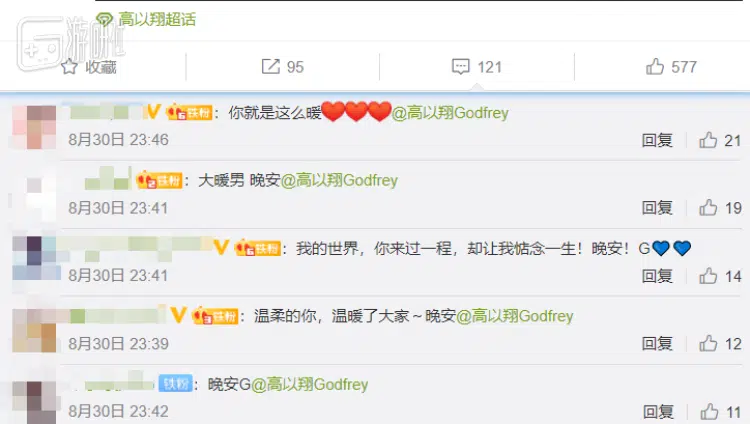 高以翔超话
游研社
收藏 95 121 577
铁粉：你就是这么暖❤️❤️❤️@高以翔Godfrey
8月30日 23:46 回复 21
铁粉：大暖男 晚安@高以翔Godfrey
8月30日 23:41 回复 19
铁粉：我的世界，你来过一程，却让我惦念一生！晚安！G💙💙
8月30日 23:41 回复 14
铁粉：温柔的你，温暖了大家～晚安@高以翔Godfrey
8月30日 23:39 回复 12
铁粉：晚安G@高以翔Godfrey
8月30日 23:42 回复 11